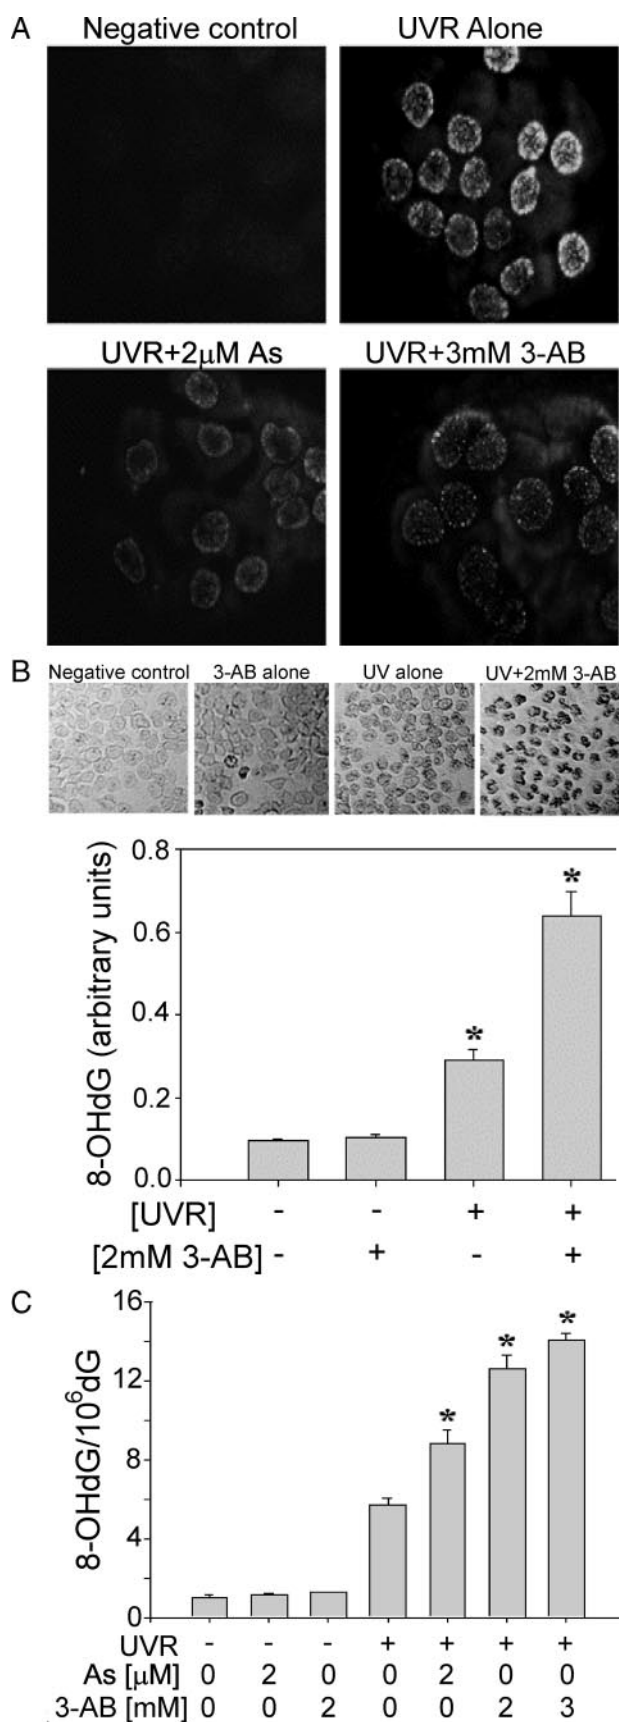 A
Negative control
UVR Alone
UVR+2μM As
UVR+3mM 3-AB
B
Negative control
3-AB alone
UV alone
UV+2mM 3-AB
8-OHdG (arbitrary units)
0.8
0.6
0.4
0.2
0.0
*
*
[UVR] - - + +
[2mM 3-AB] - + - +
C
8-OHdG/10⁶dG
16
12
8
4
0
*
*
*
UVR - - - + + + +
As [μM] 0 2 0 0 2 0 0
3-AB [mM] 0 0 2 0 0 2 3